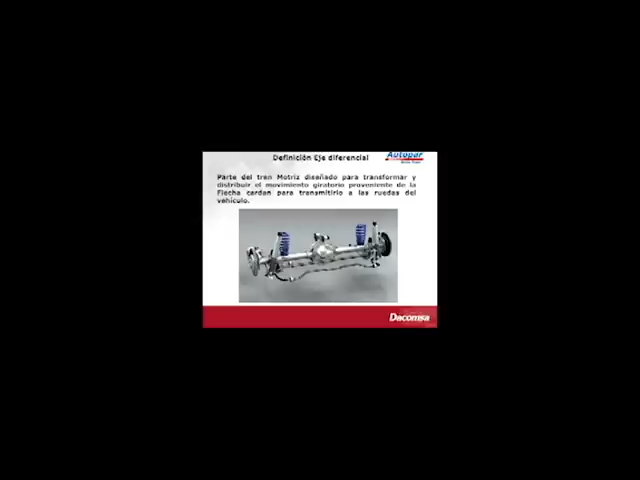 Definición Eje diferencial
Autopar
Parte del tren Motriz diseñado para transformar y
distribuir el movimiento giratorio proveniente de la
Flecha cardan para transmitirlo a las ruedas del
vehículo.
Dacomsa